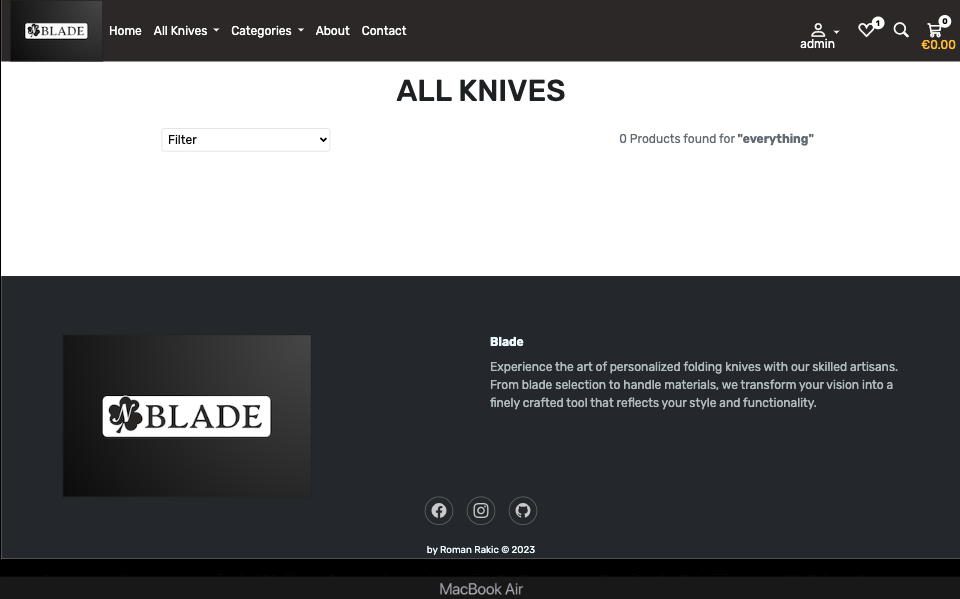 BLADE
Home
All Knives
Categories
About
Contact
admin
1
0
€0.00
ALL KNIVES
Filter
0 Products found for "everything"
N BLADE
Blade
Experience the art of personalized folding knives with our skilled artisans.
From blade selection to handle materials, we transform your vision into a
finely crafted tool that reflects your style and functionality.
by Roman Rakic © 2023
MacBook Air